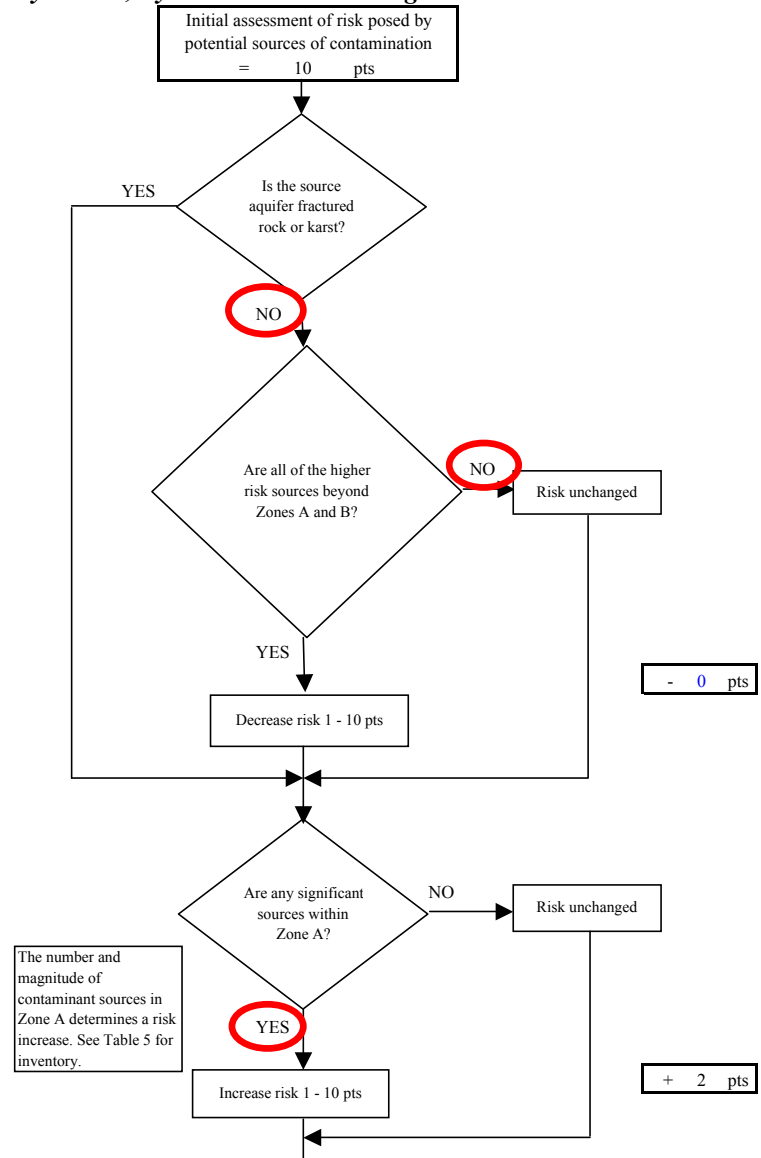 Initial assessment of risk posed by
potential sources of contamination
= 10 pts
YES
Is the source
aquifer fractured
rock or karst?
NO
Are all of the higher
risk sources beyond
Zones A and B?
NO
Risk unchanged
YES
- 0 pts
Decrease risk 1 - 10 pts
Are any significant
sources within
Zone A?
NO
Risk unchanged
The number and
magnitude of
contaminant sources in
Zone A determines a risk
increase. See Table 5 for
inventory.
YES
+ 2 pts
Increase risk 1 - 10 pts